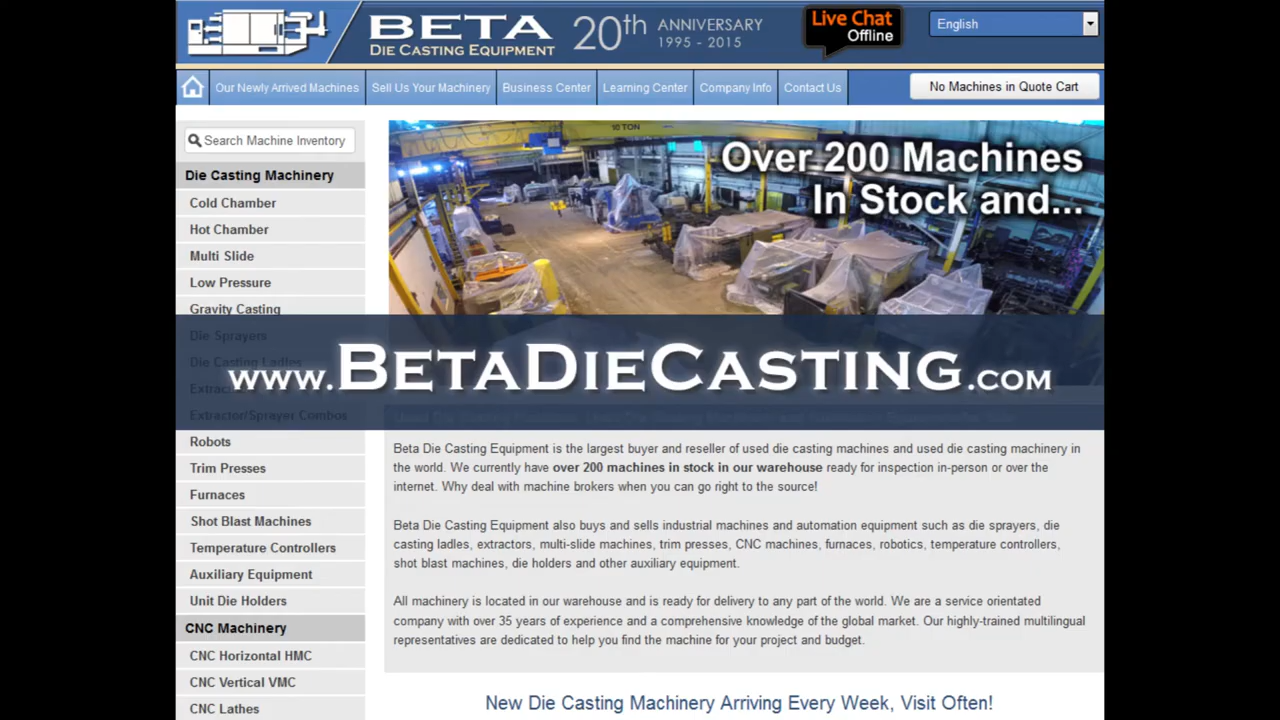 BETA
DIE CASTING EQUIPMENT
20th
ANNIVERSARY
1995 - 2015
Live Chat
Offline
English
Our Newly Arrived Machines
Sell Us Your Machinery
Business Center
Learning Center
Company Info
Contact Us
No Machines in Quote Cart
Search Machine Inventory
Die Casting Machinery
Cold Chamber
Hot Chamber
Multi Slide
Low Pressure
Gravity Casting
Die Sprayers
Die Casting Ladles
Extractor/Sprayer Combos
Robots
Trim Presses
Furnaces
Shot Blast Machines
Temperature Controllers
Auxiliary Equipment
Unit Die Holders
CNC Machinery
CNC Horizontal HMC
CNC Vertical VMC
CNC Lathes
10 TON
Over 200 Machines
In Stock and...
www.BetaDieCasting.com
Beta Die Casting Equipment is the largest buyer and reseller of used die casting machines and used die casting machinery in
the world. We currently have over 200 machines in stock in our warehouse ready for inspection in-person or over the
internet. Why deal with machine brokers when you can go right to the source!
Beta Die Casting Equipment also buys and sells industrial machines and automation equipment such as die sprayers, die
casting ladles, extractors, multi-slide machines, trim presses, CNC machines, furnaces, robotics, temperature controllers,
shot blast machines, die holders and other auxiliary equipment.
All machinery is located in our warehouse and is ready for delivery to any part of the world. We are a service orientated
company with over 35 years of experience and a comprehensive knowledge of the global market. Our highly-trained multilingual
representatives are dedicated to help you find the machine for your project and budget.
New Die Casting Machinery Arriving Every Week, Visit Often!